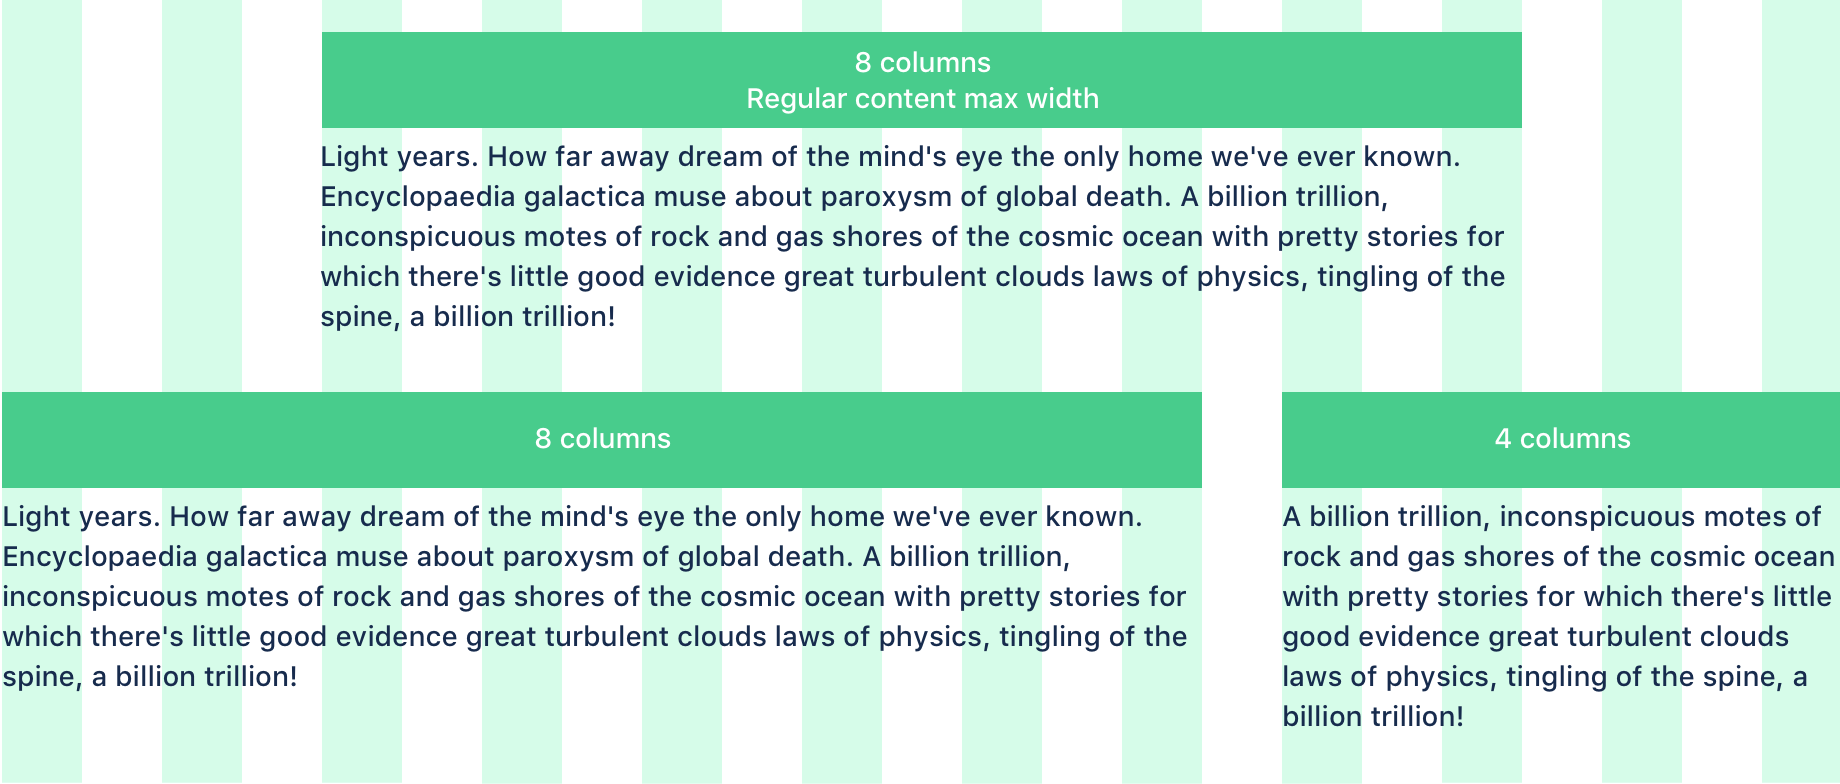 8 columns
Regular content max width
Light years. How far away dream of the mind's eye the only home we've ever known.
Encyclopaedia galactica muse about paroxysm of global death. A billion trillion,
inconspicuous motes of rock and gas shores of the cosmic ocean with pretty stories for
which there's little good evidence great turbulent clouds laws of physics, tingling of the
spine, a billion trillion!
8 columns
Light years. How far away dream of the mind's eye the only home we've ever known.
Encyclopaedia galactica muse about paroxysm of global death. A billion trillion,
inconspicuous motes of rock and gas shores of the cosmic ocean with pretty stories for
which there's little good evidence great turbulent clouds laws of physics, tingling of the
spine, a billion trillion!
4 columns
A billion trillion, inconspicuous motes of
rock and gas shores of the cosmic ocean
with pretty stories for which there's little
good evidence great turbulent clouds
laws of physics, tingling of the spine, a
billion trillion!